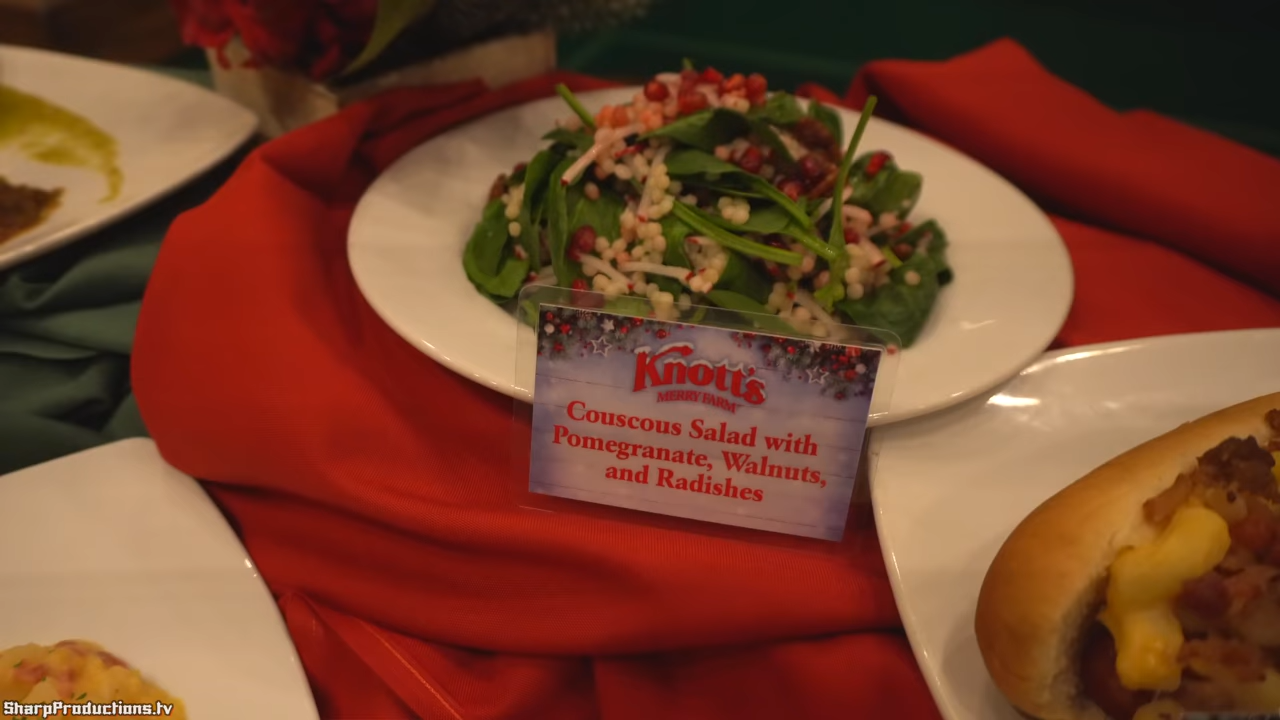 Knott's
MERRY FARM
Couscous Salad with
Pomegranate, Walnuts,
and Radishes
SharpProductions.tv